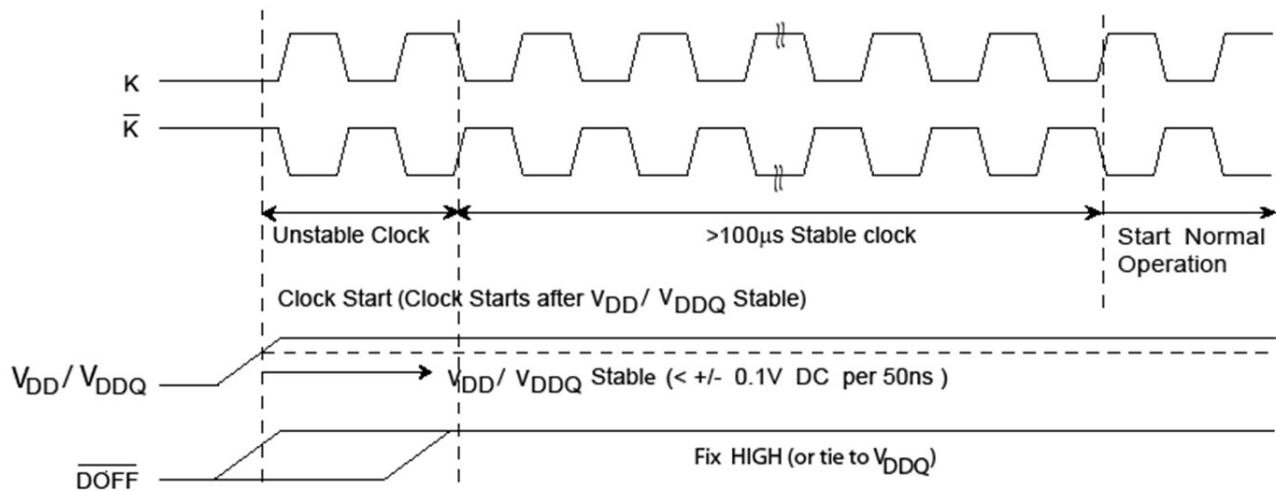 K
K̅
Unstable Clock
>100μs Stable clock
Start Normal
Operation
Clock Start (Clock Starts after VDD/ VDDQ Stable)
VDD/ VDDQ
VDD/ VDDQ Stable (< +/- 0.1V DC per 50ns )
D̅O̅F̅F̅
Fix HIGH (or tie to VDDQ)